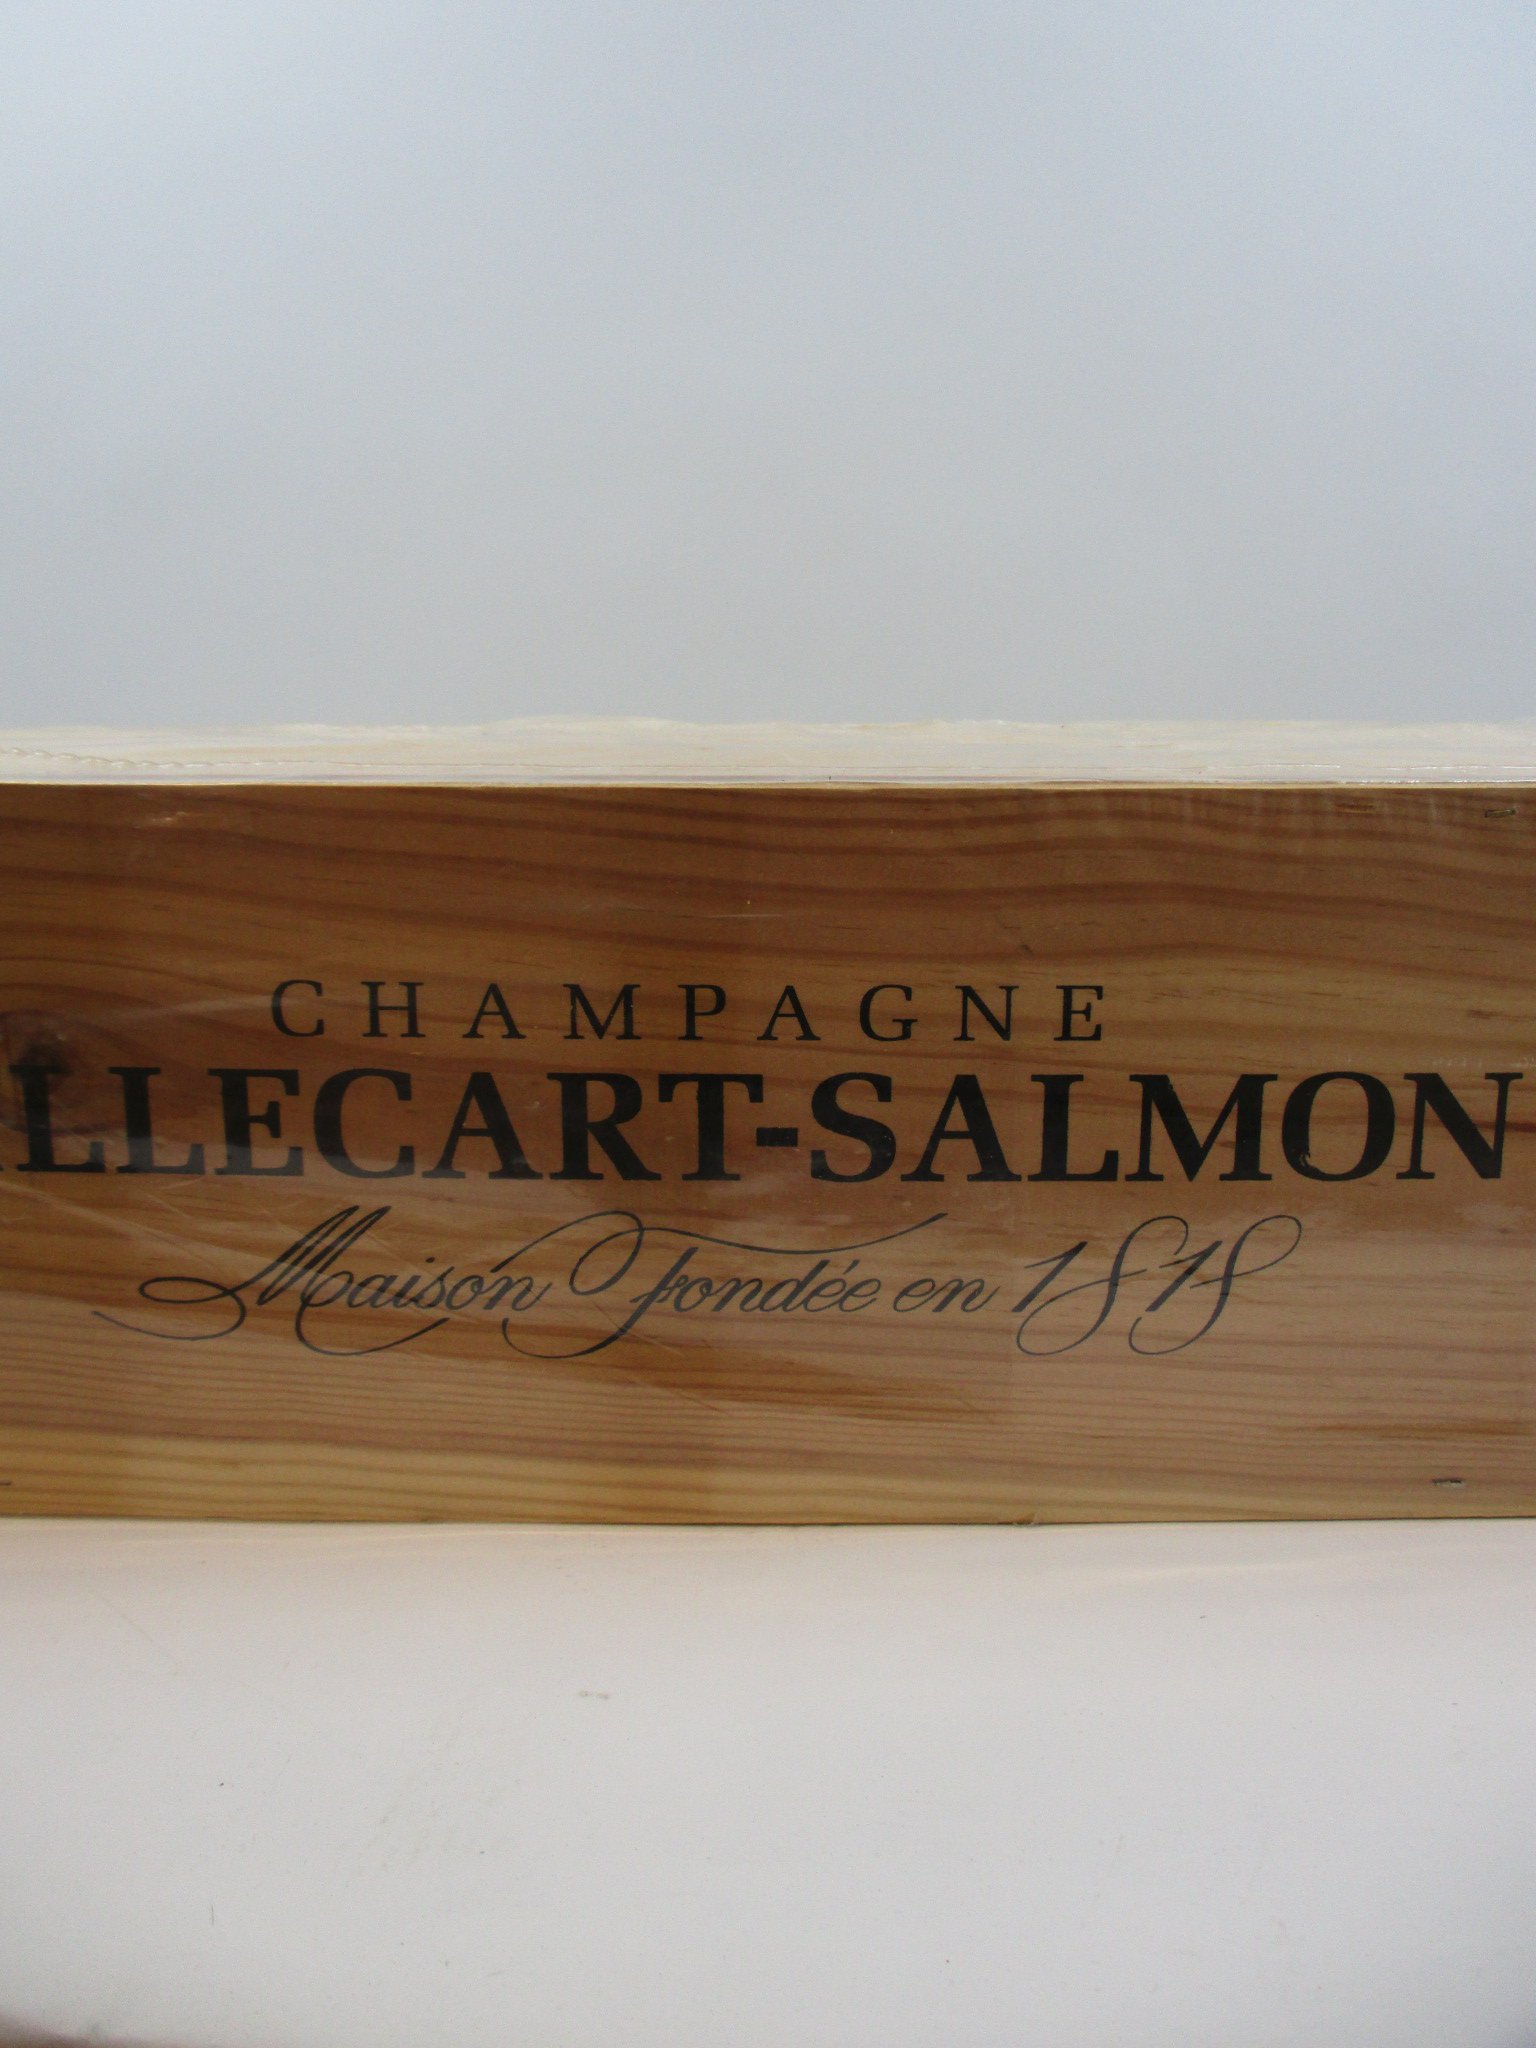 CHAMPAGNE
LLECART-SALMON
Maison fondée en 1818